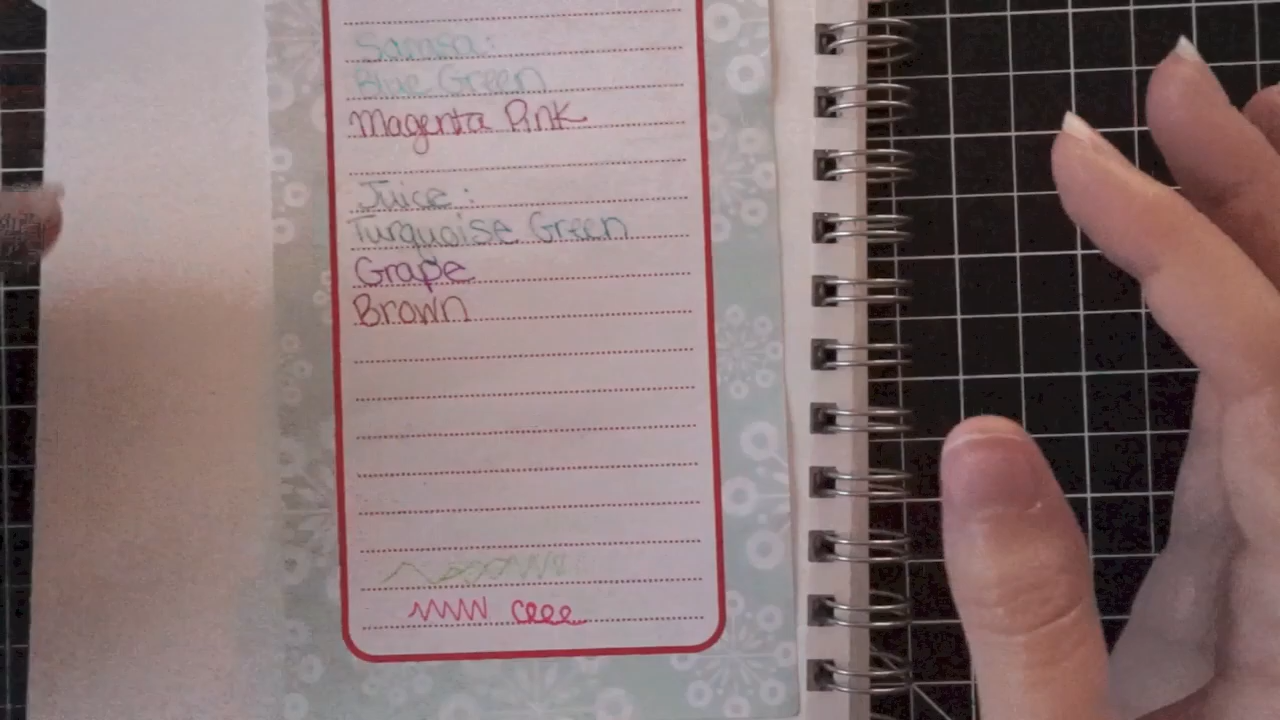 Samsa:
Blue Green
Magenta Pink
Juice:
Turquoise Green
Grape
Brown